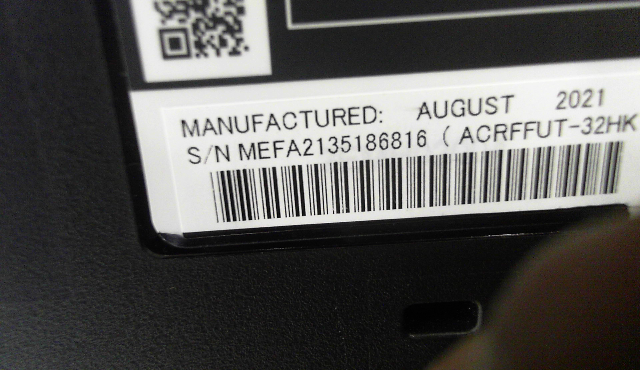 MANUFACTURED: AUGUST 2021
S/N MEFA2135186816 ( ACRFFUT-32HK